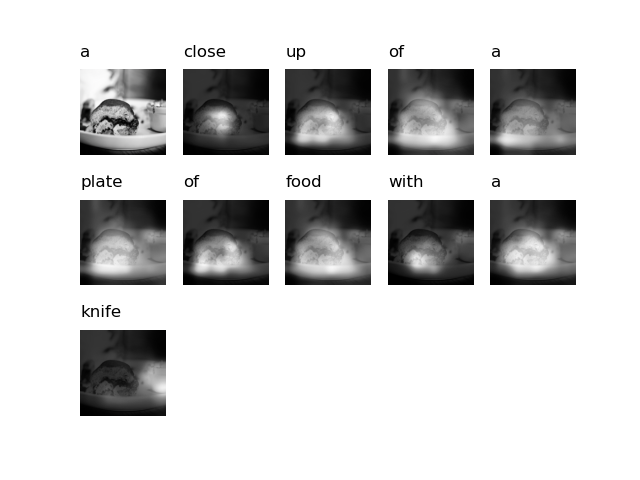 a close up of a
plate of food with a
knife